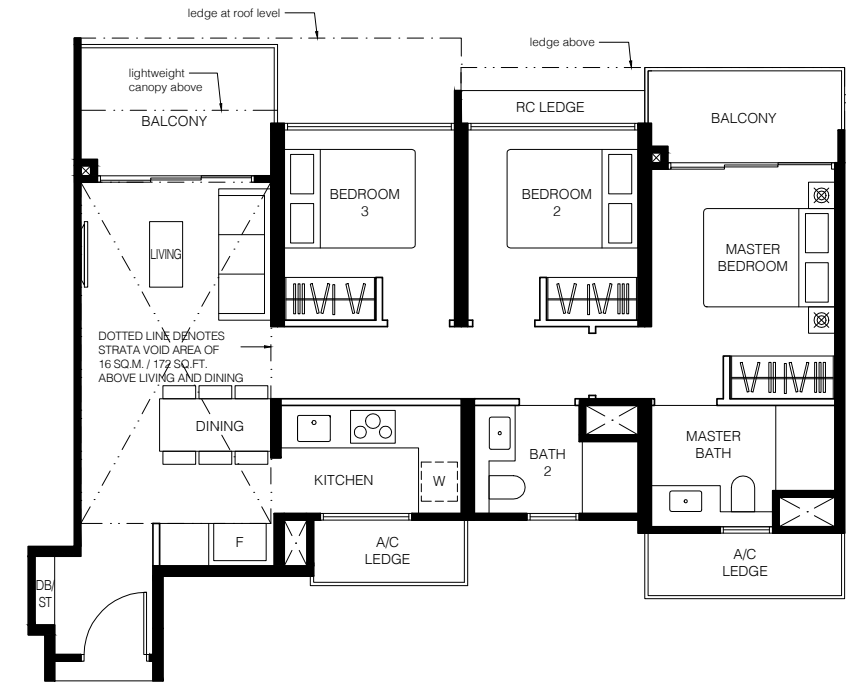 ledge at roof level
ledge above
lightweight
canopy above
BALCONY
RC LEDGE
BALCONY
BEDROOM
3
BEDROOM
2
LIVING
MASTER
BEDROOM
DOTTED LINE DENOTES
STRATA VOID AREA OF
16 SQ.M. / 172 SQ.FT.
ABOVE LIVING AND DINING
DINING
MASTER
BATH
KITCHEN
W
BATH
2
F
A/C
LEDGE
A/C
LEDGE
DB/
ST